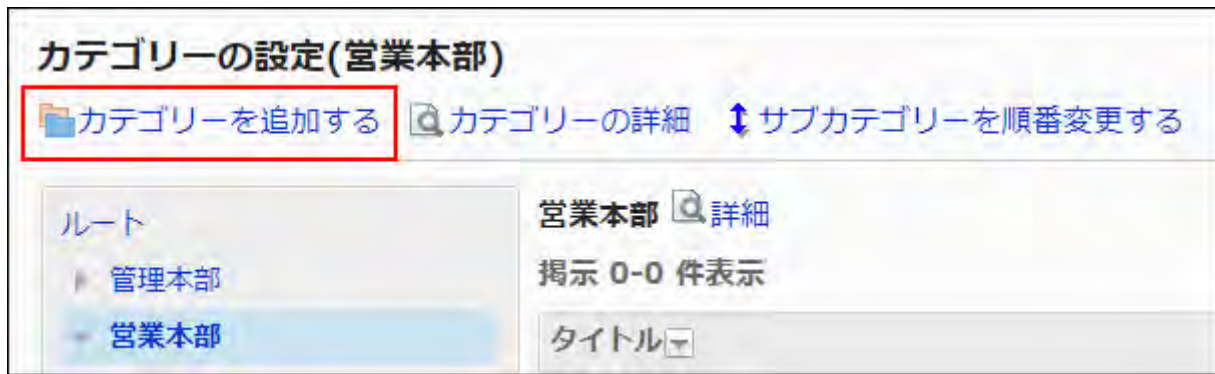 カテゴリーの設定(営業本部)
カテゴリーを追加する カテゴリーの詳細 サブカテゴリーを順番変更する
ルート
管理本部
営業本部
営業本部 詳細
掲示 0-0 件表示
タイトル